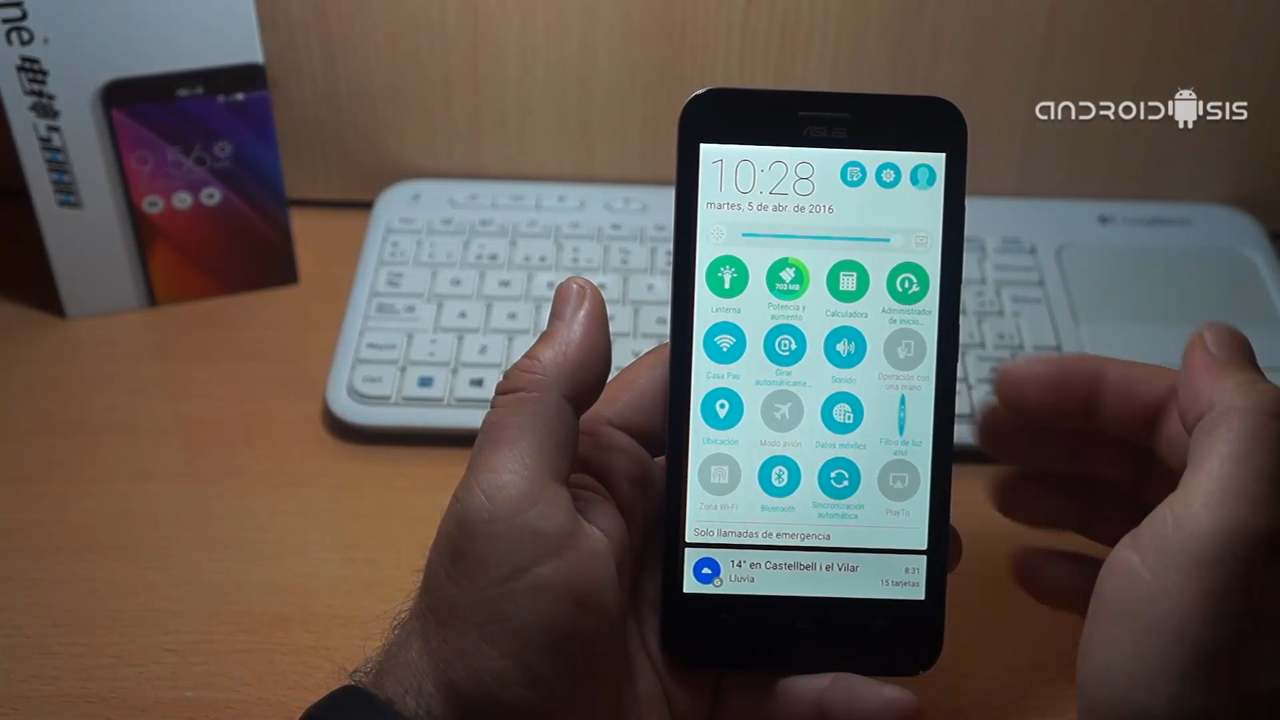 ANDROIDSIS
ASUS
10:28
martes, 5 de abr. de 2016
703 MB
Linterna
Potencia y
aumento
Calculadora
Administrador
de inicio...
Casa Pau
Girar
automáticame...
Sonido
Operación con
una mano
Ubicación
Modo avión
Datos móviles
Filtro de luz
azul
Zona Wi-Fi
Bluetooth
Sincronización
automática
PlayTo
Solo llamadas de emergencia
14° en Castellbell i el Vilar
8:31
Lluvia
15 tarjetas